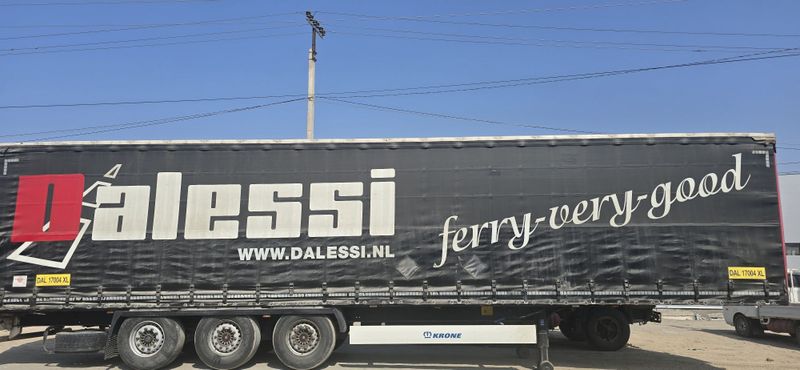 Dalessi
WWW.DALESSI.NL
ferry-very-good
DAL 17004 XL
DAL 17004 XL
KRONE